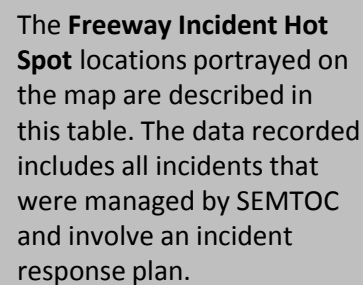 The Freeway Incident Hot
Spot locations portrayed on
the map are described in
this table. The data recorded
includes all incidents that
were managed by SEMTOC
and involve an incident
response plan.